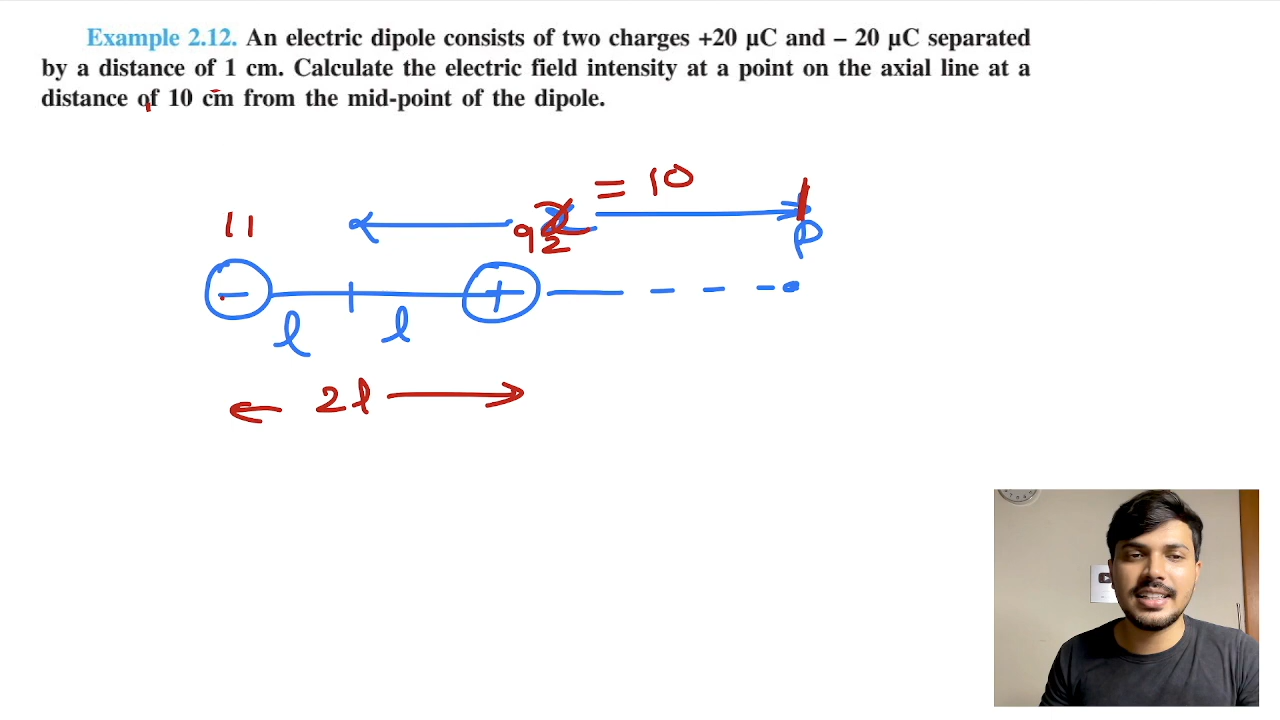 Example 2.12. An electric dipole consists of two charges +20 μC and – 20 μC separated
by a distance of 1 cm. Calculate the electric field intensity at a point on the axial line at a
distance of 10 cm from the mid-point of the dipole.
= 10
11
P
– +
l l
2l